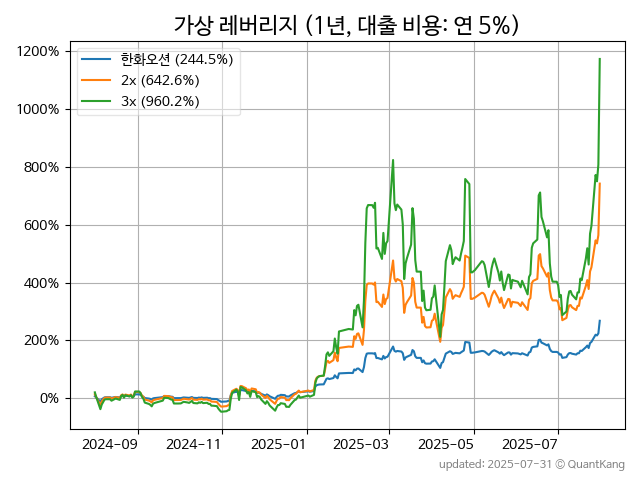 가상 레버리지 (1년, 대출 비용: 연 5%)
1200%
1000%
800%
600%
400%
200%
0%
한화오션 (244.5%)
2x (642.6%)
3x (960.2%)
2024-09
2024-11
2025-01
2025-03
2025-05
2025-07
updated: 2025-07-31 © QuantKang